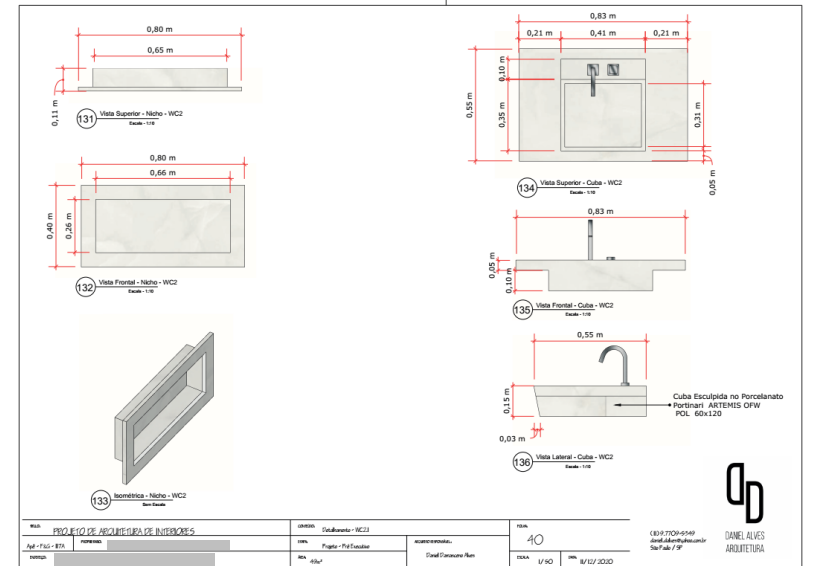 0,80 m
0,65 m
0,11 m
131 Vista Superior - Nicho - WC2
Escala - 1:10
0,80 m
0,66 m
0,40 m
0,26 m
132 Vista Frontal - Nicho - WC2
Escala - 1:10
133 Isométrica - Nicho - WC2
Sem Escala
0,83 m
0,21 m 0,41 m 0,21 m
0,55 m
0,10 m
0,35 m
0,31 m
0,05 m
134 Vista Superior - Cuba - WC2
Escala - 1:10
0,83 m
0,05 m
0,10 m
135 Vista Frontal - Cuba - WC2
Escala - 1:10
0,55 m
0,15 m
0,03 m
Cuba Esculpida no Porcelanato
Portinari ARTEMIS OFW
POL 60x120
136 Vista Lateral - Cuba - WC2
Escala - 1:10
PROJETO DE ARQUITETURA DE INTERIORES
Detalhamento - WC23
FOLHA:
40
Projeto - Pré Executivo
49m²
ESCALA:
1/50
DATA:
11/12/2020
São Paulo / SP
DANIEL ALVES
ARQUITETURA